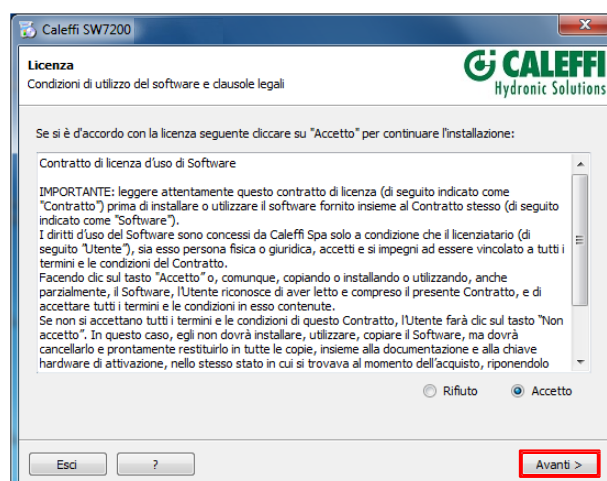 Caleffi SW7200
Licenza
Condizioni di utilizzo del software e clausole legali
CALEFFI
Hydronic Solutions
Se si è d'accordo con la licenza seguente cliccare su "Accetto" per continuare l'installazione:
Contratto di licenza d'uso di Software
IMPORTANTE: leggere attentamente questo contratto di licenza (di seguito indicato come
"Contratto") prima di installare o utilizzare il software fornito insieme al Contratto stesso (di seguito
indicato come "Software").
I diritti d'uso del Software sono concessi da Caleffi Spa solo a condizione che il licenziatario (di
seguito "Utente"), sia esso persona fisica o giuridica, accetti e si impegni ad essere vincolato a tutti i
termini e le condizioni del Contratto.
Facendo clic sul tasto "Accetto" o, comunque, copiando o installando o utilizzando, anche
parzialmente, il Software, l'Utente riconosce di aver letto e compreso il presente Contratto, e di
accettare tutti i termini e le condizioni in esso contenute.
Se non si accettano tutti i termini e le condizioni di questo Contratto, l'Utente farà clic sul tasto "Non
accetto". In questo caso, egli non dovrà installare, utilizzare, copiare il Software, ma dovrà
cancellarlo e prontamente restituirlo in tutte le copie, insieme alla documentazione e alla chiave
hardware di attivazione, nello stesso stato in cui si trovava al momento dell'acquisto, riponendolo
Rifiuto Accetto
Esci ? Avanti >